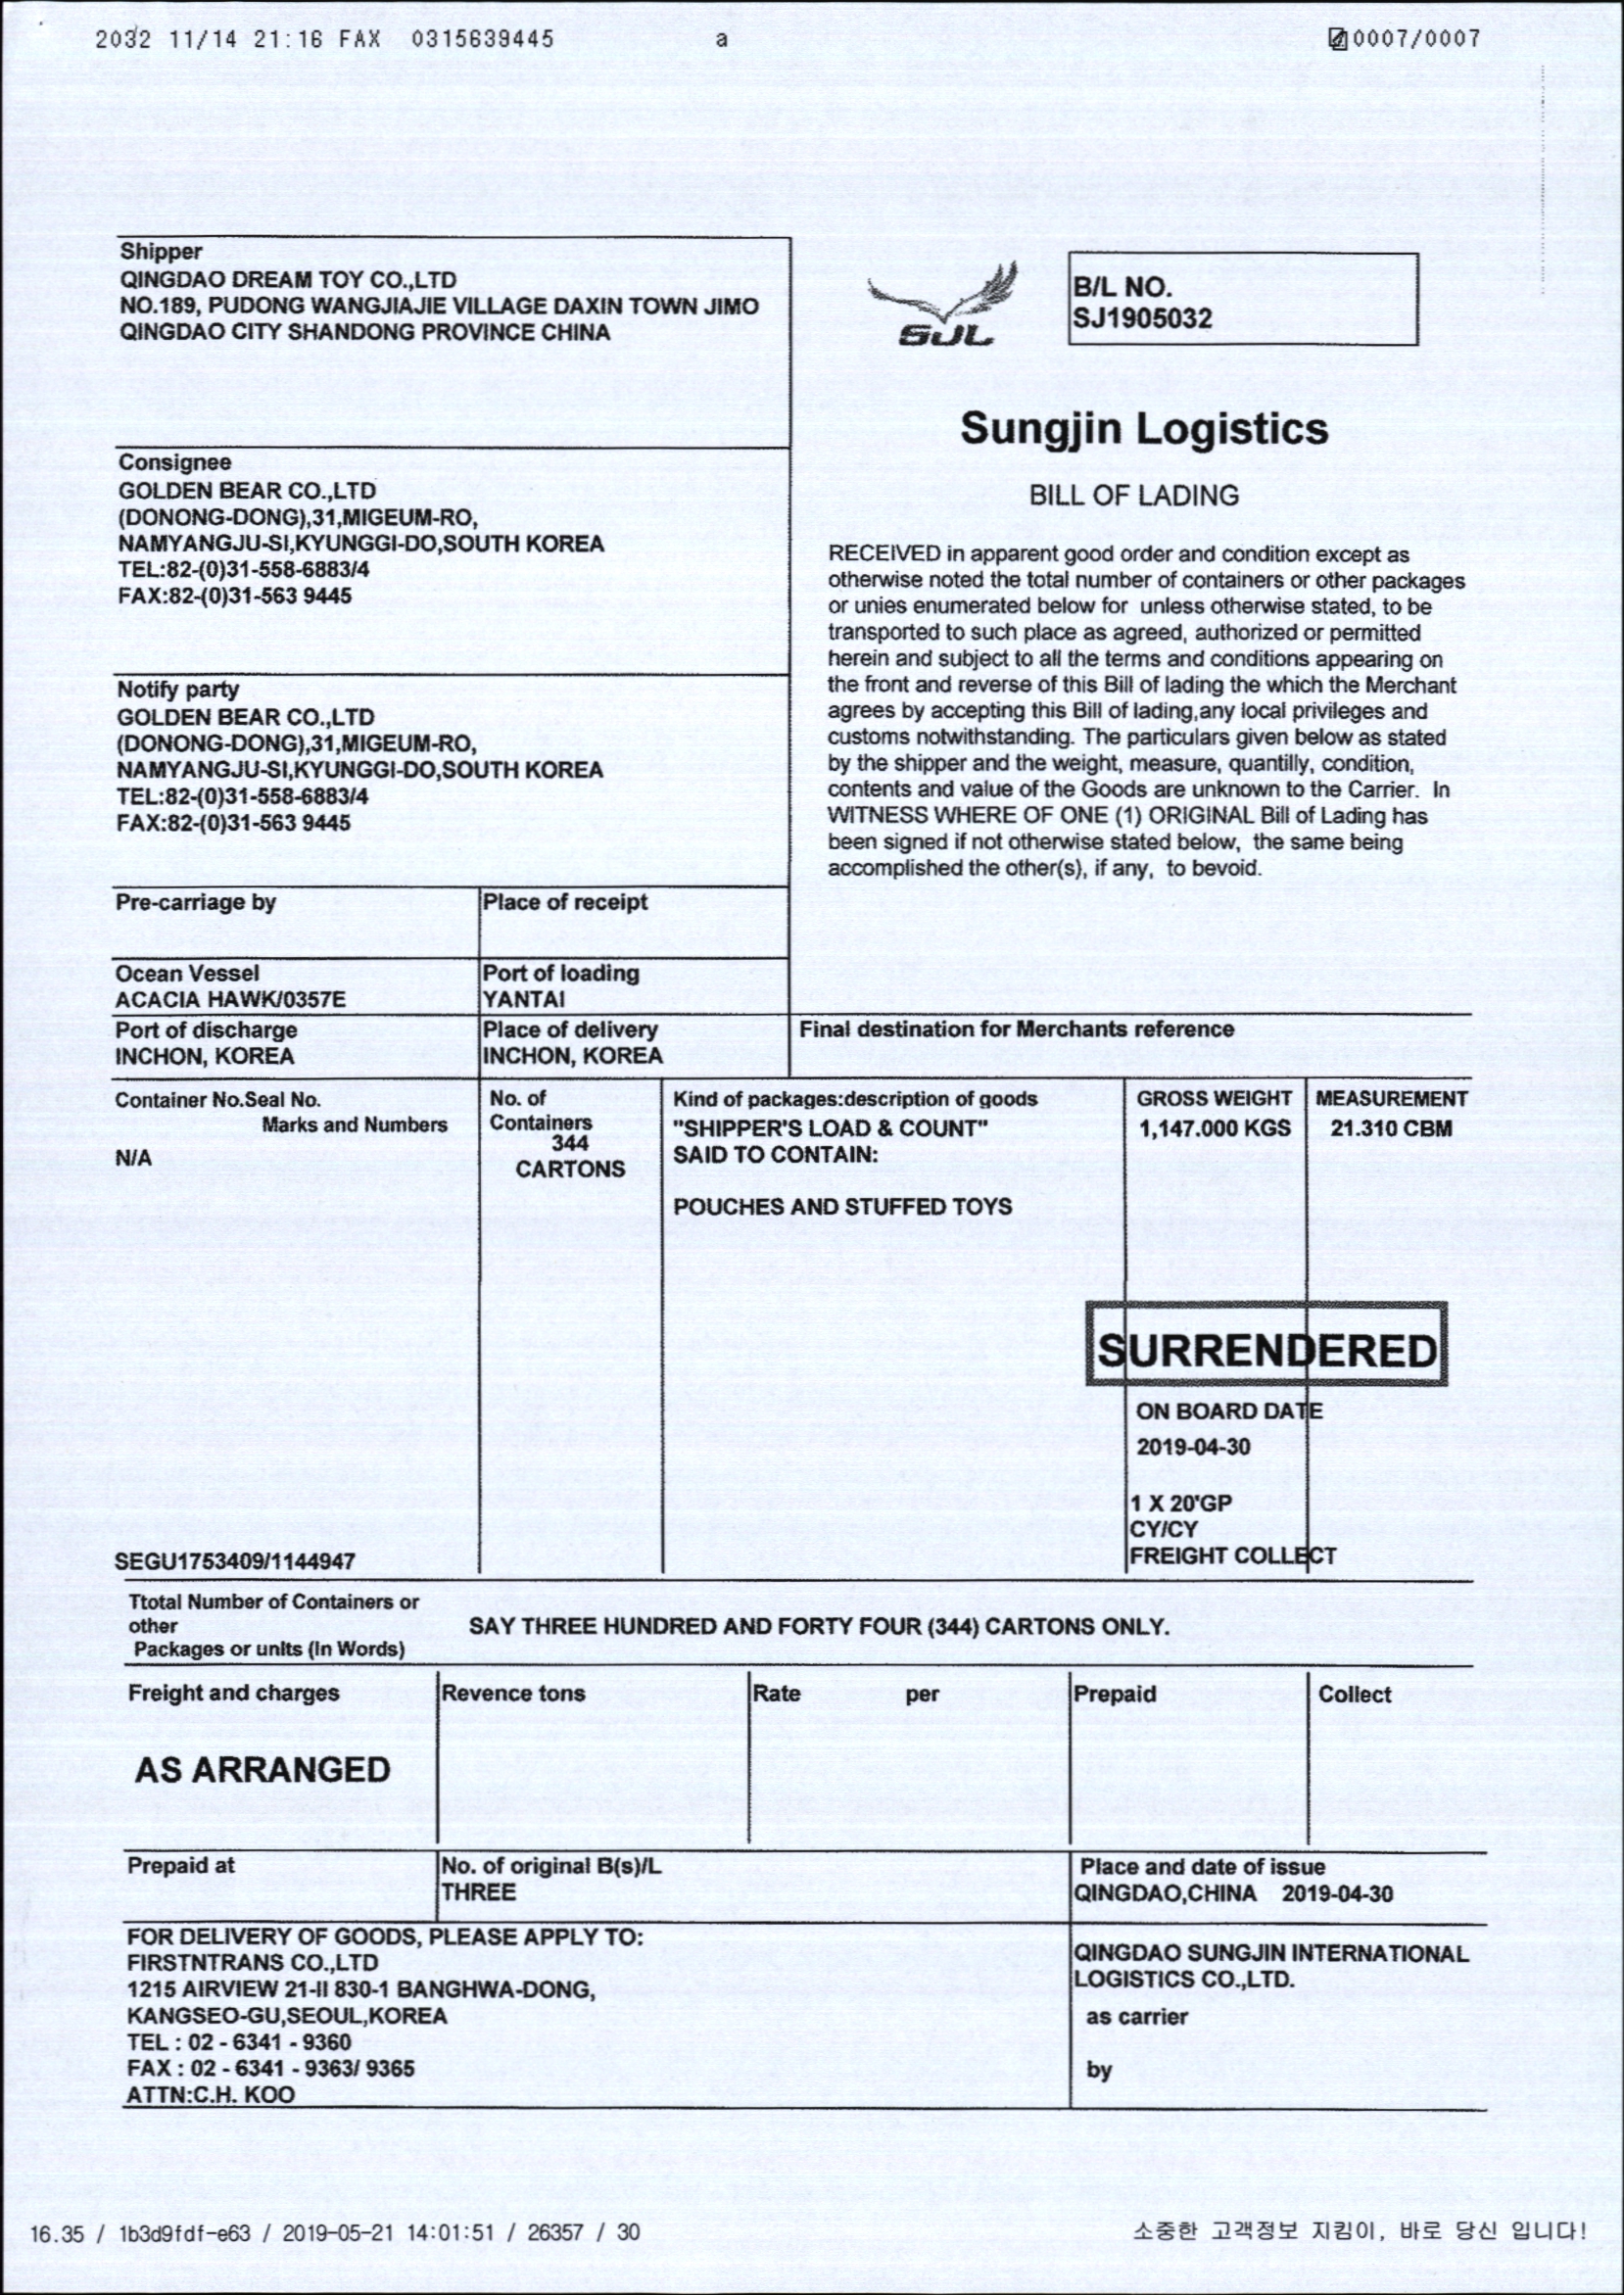 2032 11/14 21:16 FAX 0315639445 a 0007/0007
Shipper
QINGDAO DREAM TOY CO.,LTD
NO.189, PUDONG WANGJIAJIE VILLAGE DAXIN TOWN JIMO
QINGDAO CITY SHANDONG PROVINCE CHINA
SJL
B/L NO.
SJ1905032
Sungjin Logistics
BILL OF LADING
Consignee
GOLDEN BEAR CO.,LTD
(DONONG-DONG),31,MIGEUM-RO,
NAMYANGJU-SI,KYUNGGI-DO,SOUTH KOREA
TEL:82-(0)31-558-6883/4
FAX:82-(0)31-563 9445
Notify party
GOLDEN BEAR CO.,LTD
(DONONG-DONG),31,MIGEUM-RO,
NAMYANGJU-SI,KYUNGGI-DO,SOUTH KOREA
TEL:82-(0)31-558-6883/4
FAX:82-(0)31-563 9445
RECEIVED in apparent good order and condition except as
otherwise noted the total number of containers or other packages
or unies enumerated below for unless otherwise stated, to be
transported to such place as agreed, authorized or permitted
herein and subject to all the terms and conditions appearing on
the front and reverse of this Bill of lading the which the Merchant
agrees by accepting this Bill of lading,any local privileges and
customs notwithstanding. The particulars given below as stated
by the shipper and the weight, measure, quantilly, condition,
contents and value of the Goods are unknown to the Carrier. In
WITNESS WHERE OF ONE (1) ORIGINAL Bill of Lading has
been signed if not otherwise stated below, the same being
accomplished the other(s), if any, to bevoid.
Pre-carriage by
Place of receipt
Ocean Vessel
ACACIA HAWK/0357E
Port of loading
YANTAI
Port of discharge
INCHON, KOREA
Place of delivery
INCHON, KOREA
Final destination for Merchants reference
Container No.Seal No.
Marks and Numbers
N/A
No. of
Containers
344
CARTONS
Kind of packages:description of goods
"SHIPPER'S LOAD & COUNT"
SAID TO CONTAIN:
POUCHES AND STUFFED TOYS
GROSS WEIGHT
1,147.000 KGS
MEASUREMENT
21.310 CBM
SURRENDERED
ON BOARD DATE
2019-04-30
1 X 20'GP
CY/CY
FREIGHT COLLECT
SEGU1753409/1144947
Ttotal Number of Containers or
other
Packages or units (In Words)
SAY THREE HUNDRED AND FORTY FOUR (344) CARTONS ONLY.
Freight and charges
Revence tons
Rate per
Prepaid
Collect
AS ARRANGED
Prepaid at
No. of original B(s)/L
THREE
Place and date of issue
QINGDAO,CHINA 2019-04-30
FOR DELIVERY OF GOODS, PLEASE APPLY TO:
FIRSTNTRANS CO.,LTD
1215 AIRVIEW 21-II 830-1 BANGHWA-DONG,
KANGSEO-GU,SEOUL,KOREA
TEL : 02 - 6341 - 9360
FAX : 02 - 6341 - 9363/ 9365
ATTN:C.H. KOO
QINGDAO SUNGJIN INTERNATIONAL
LOGISTICS CO.,LTD.
as carrier
by
16.35 / 1b3d9fdf-e63 / 2019-05-21 14:01:51 / 26357 / 30
소중한 고객정보 지킴이, 바로 당신 입니다!